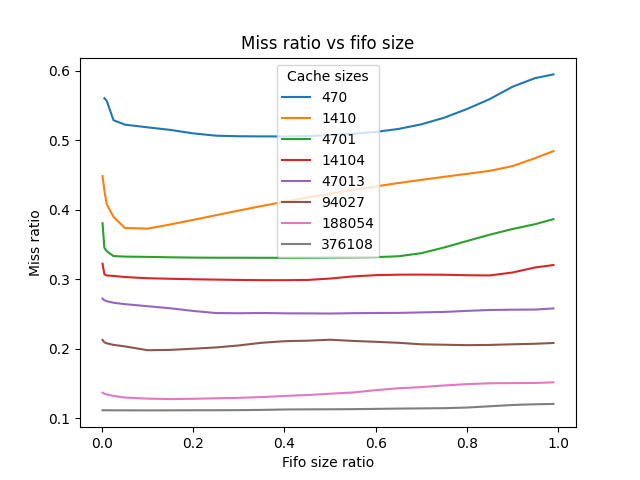 Miss ratio vs fifo size
Cache sizes
470
1410
4701
14104
47013
94027
188054
376108
0.6
0.5
0.4
0.3
0.2
0.1
Miss ratio
0.0 0.2 0.4 0.6 0.8 1.0
Fifo size ratio